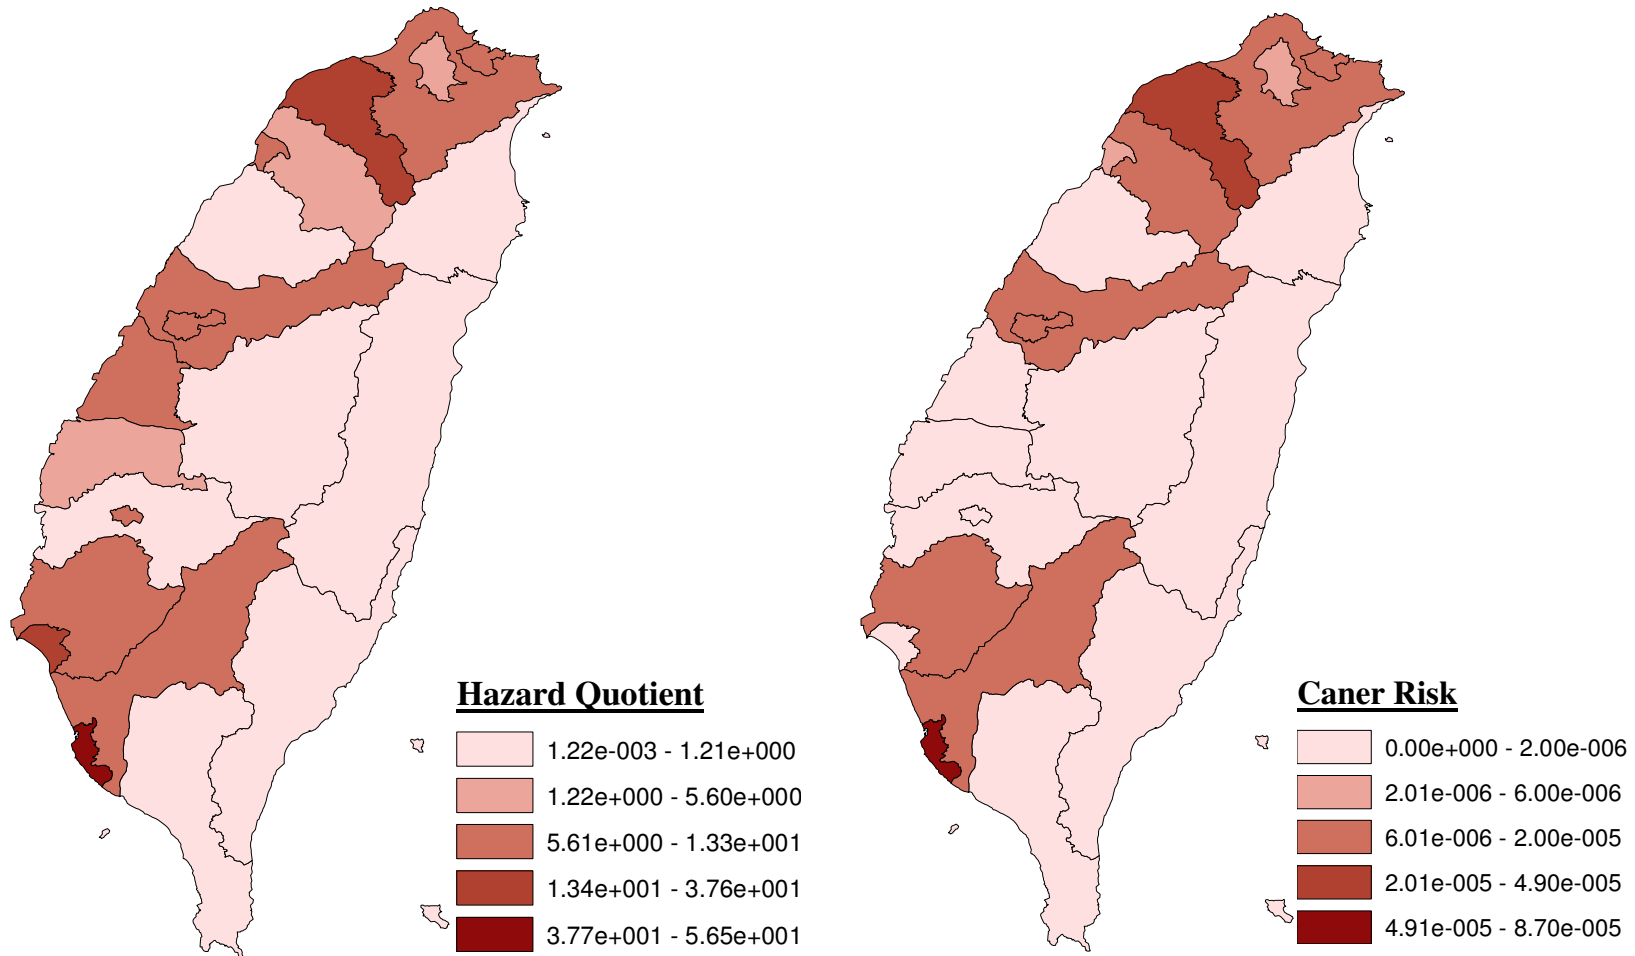 Hazard Quotient
1.22e-003 - 1.21e+000
1.22e+000 - 5.60e+000
5.61e+000 - 1.33e+001
1.34e+001 - 3.76e+001
3.77e+001 - 5.65e+001
Caner Risk
0.00e+000 - 2.00e-006
2.01e-006 - 6.00e-006
6.01e-006 - 2.00e-005
2.01e-005 - 4.90e-005
4.91e-005 - 8.70e-005